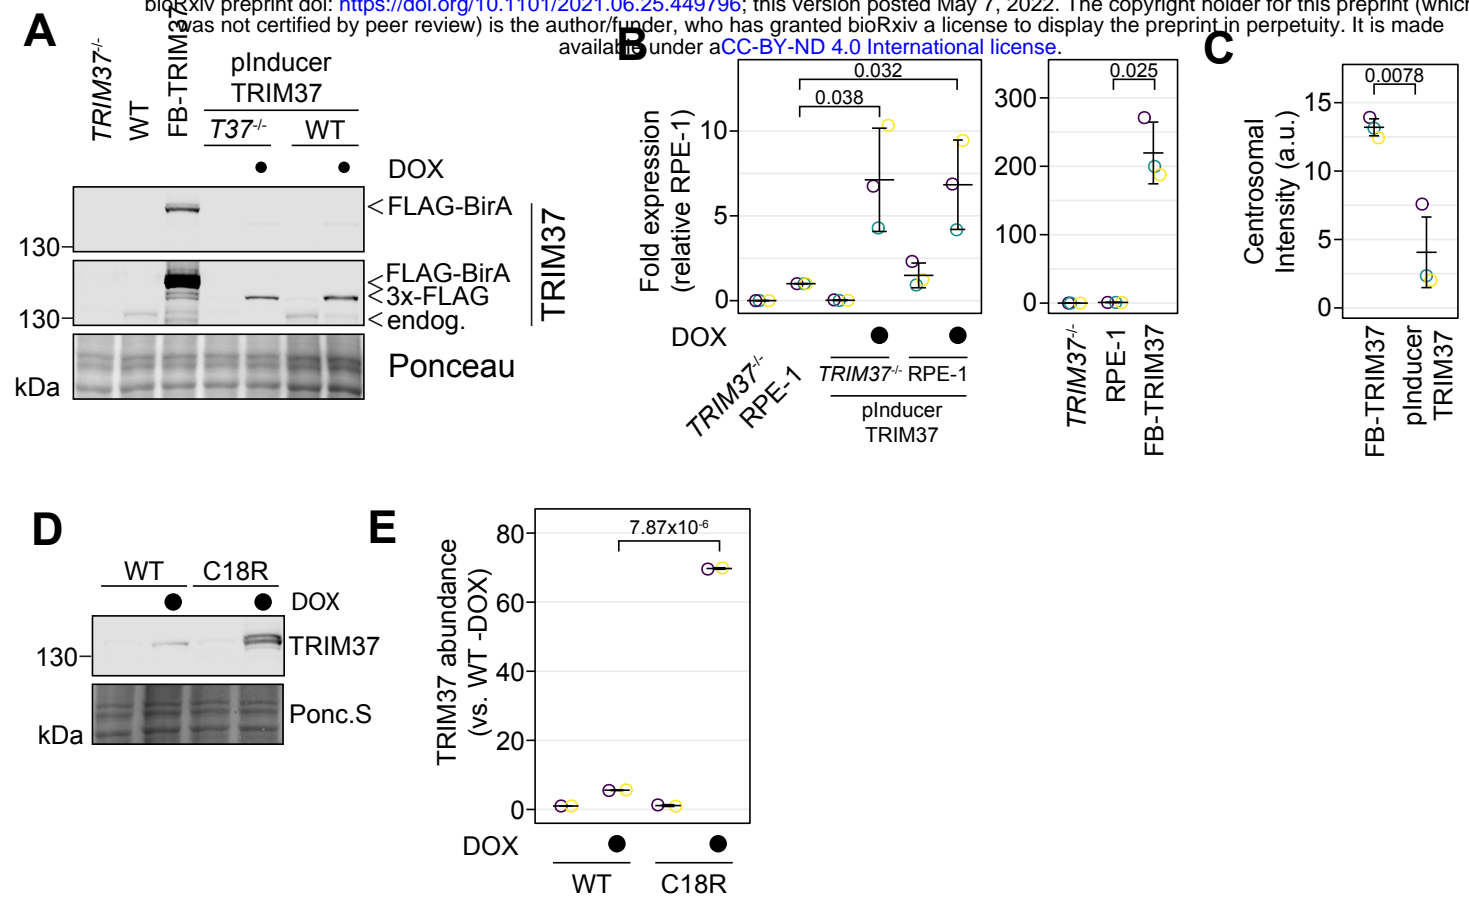 bioRxiv preprint doi: https://doi.org/10.1101/2021.06.25.449796; this version posted May 7, 2022. The copyright holder for this preprint (which
was not certified by peer review) is the author/funder, who has granted bioRxiv a license to display the preprint in perpetuity. It is made
available under aCC-BY-ND 4.0 International license.
A
TRIM37-/-
WT
FB-TRIM37
pInducer
TRIM37
T37-/-
WT
DOX
<FLAG-BirA
130
<FLAG-BirA
<3x-FLAG
<endog.
130
TRIM37
Ponceau
kDa
B
Fold expression
(relative RPE-1)
10
5
0
0.032
0.038
DOX
TRIM37-/-
RPE-1
TRIM37-/-
RPE-1
pInducer
TRIM37
300
200
100
0
0.025
TRIM37-/-
RPE-1
FB-TRIM37
C
Centrosomal
Intensity (a.u.)
15
10
5
0
0.0078
FB-TRIM37
pInducer
TRIM37
D
WT
C18R
DOX
130
TRIM37
Ponc.S
kDa
E
TRIM37 abundance
(vs. WT -DOX)
80
60
40
20
0
7.87x10-6
DOX
WT
C18R